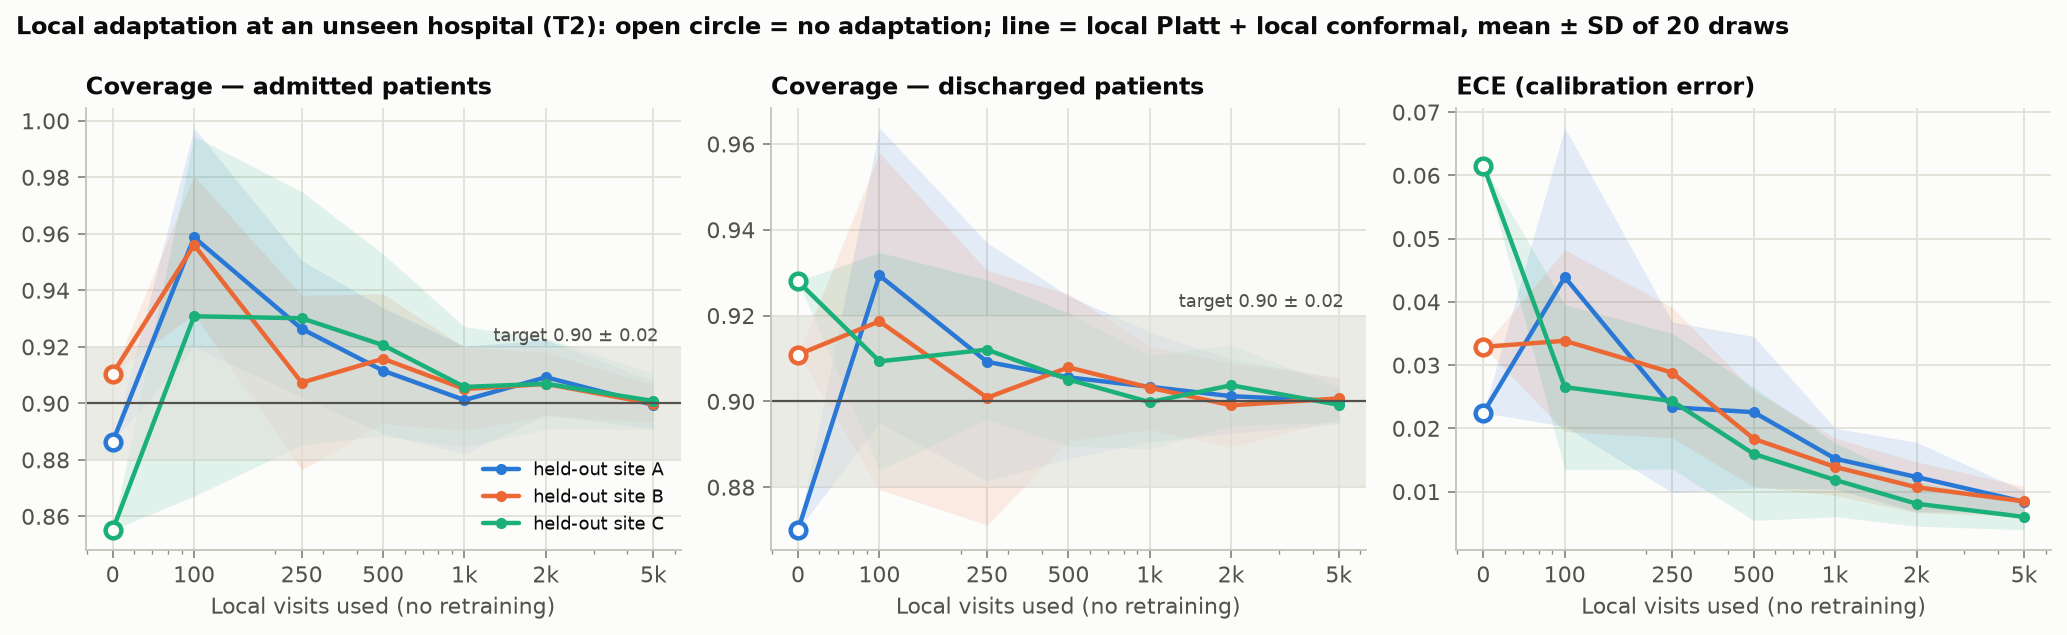 Local adaptation at an unseen hospital (T2): open circle = no adaptation; line = local Platt + local conformal, mean ± SD of 20 draws
Coverage — admitted patients
1.00
0.98
0.96
0.94
0.92
0.90
0.88
0.86
target 0.90 ± 0.02
held-out site A
held-out site B
held-out site C
0 100 250 500 1k 2k 5k
Local visits used (no retraining)
Coverage — discharged patients
0.96
0.94
0.92
0.90
0.88
target 0.90 ± 0.02
0 100 250 500 1k 2k 5k
Local visits used (no retraining)
ECE (calibration error)
0.07
0.06
0.05
0.04
0.03
0.02
0.01
0 100 250 500 1k 2k 5k
Local visits used (no retraining)